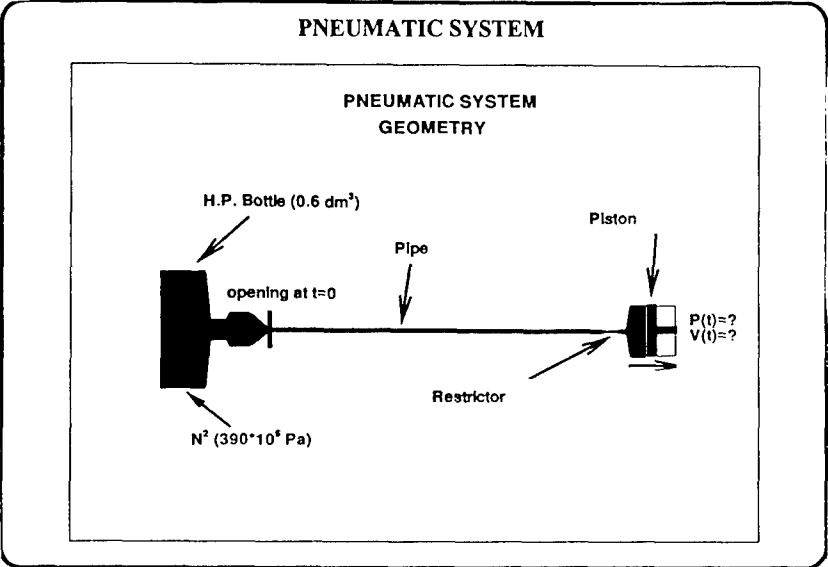 PNEUMATIC SYSTEM
PNEUMATIC SYSTEM
GEOMETRY
H.P. Bottle (0.6 dm³)
Piston
Pipe
opening at t=0
P(t)=?
V(t)=?
Restrictor
N² (390*10⁵ Pa)